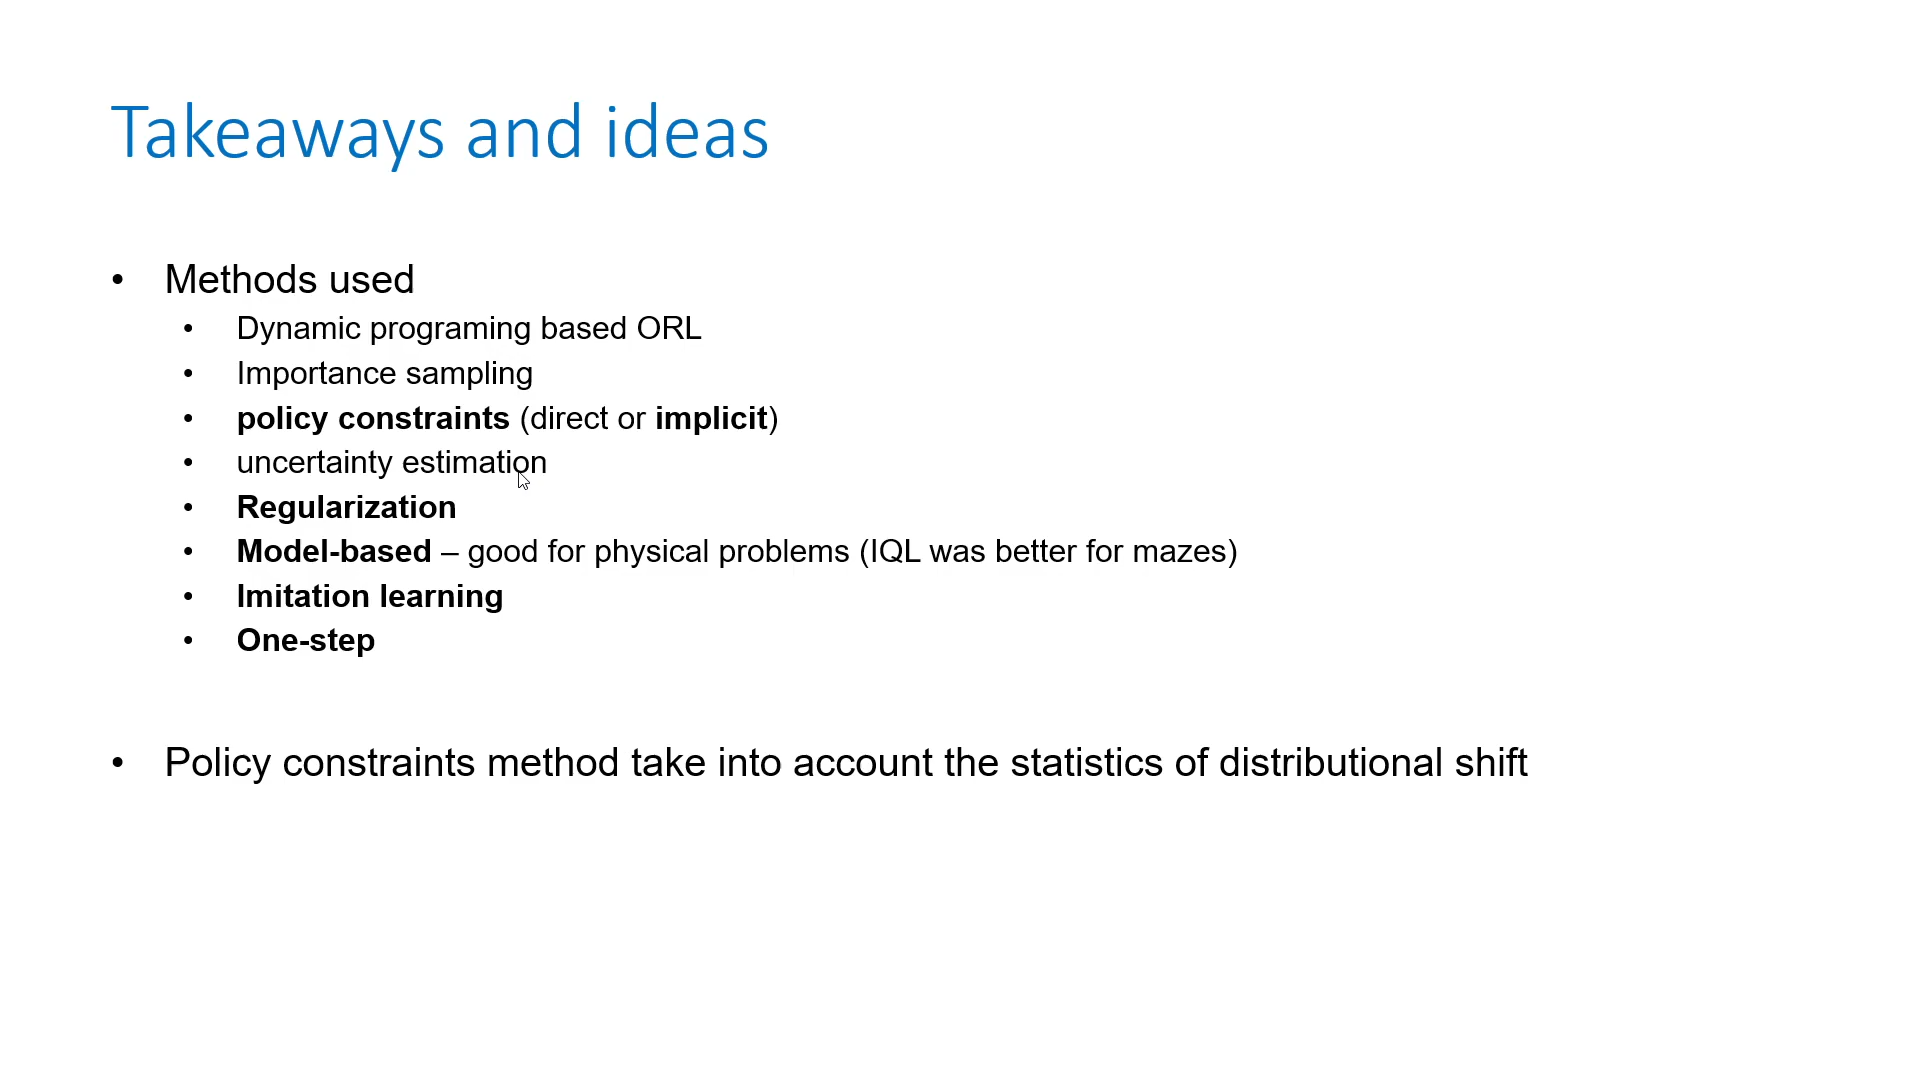 Takeaways and ideas
• Methods used
• Dynamic programing based ORL
• Importance sampling
• policy constraints (direct or implicit)
• uncertainty estimation
• Regularization
• Model-based – good for physical problems (IQL was better for mazes)
• Imitation learning
• One-step
• Policy constraints method take into account the statistics of distributional shift